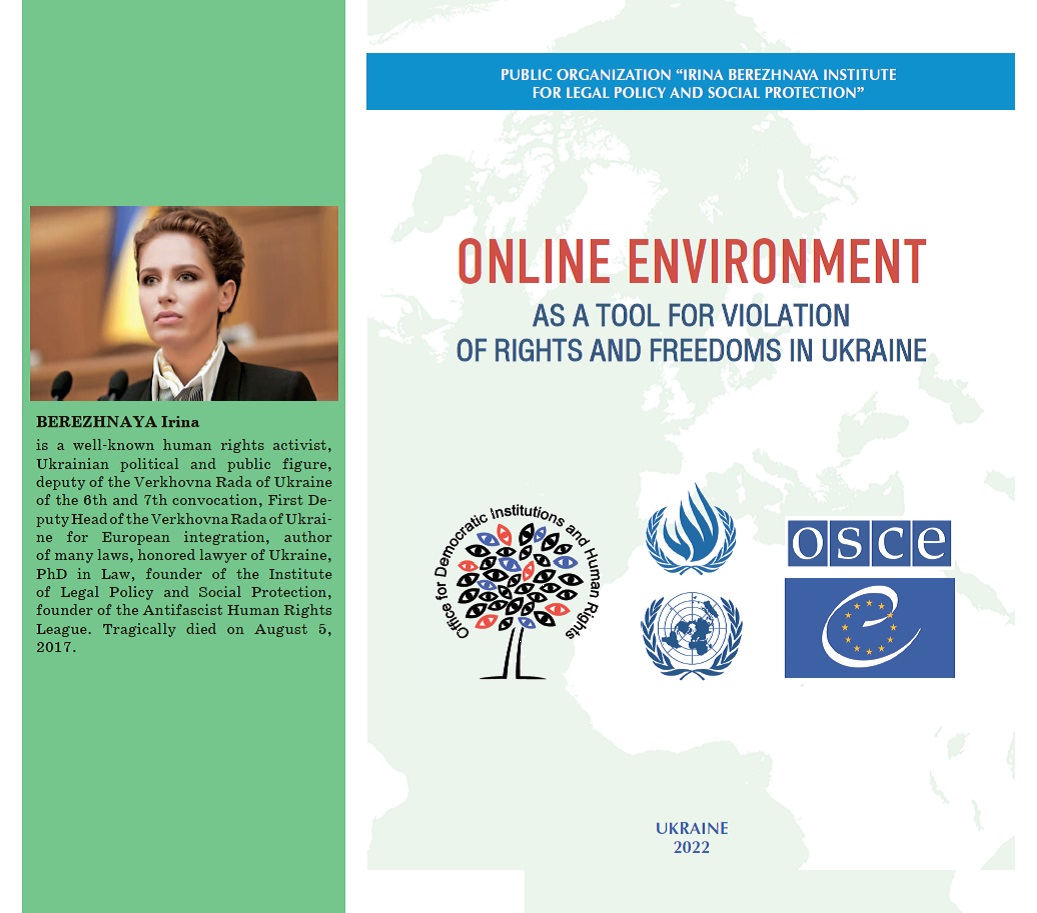 BEREZHNAYA Irina
is a well-known human rights activist,
Ukrainian political and public figure,
deputy of the Verkhovna Rada of Ukraine
of the 6th and 7th convocation, First De-
puty Head of the Verkhovna Rada of Ukrai-
ne for European integration, author
of many laws, honored lawyer of Ukraine,
PhD in Law, founder of the Institute
of Legal Policy and Social Protection,
founder of the Antifascist Human Rights
League. Tragically died on August 5,
2017.
PUBLIC ORGANIZATION “IRINA BEREZHNAYA INSTITUTE
FOR LEGAL POLICY AND SOCIAL PROTECTION”
ONLINE ENVIRONMENT
AS A TOOL FOR VIOLATION
OF RIGHTS AND FREEDOMS IN UKRAINE
Office for Democratic Institutions and Human Rights
osce
UKRAINE
2022